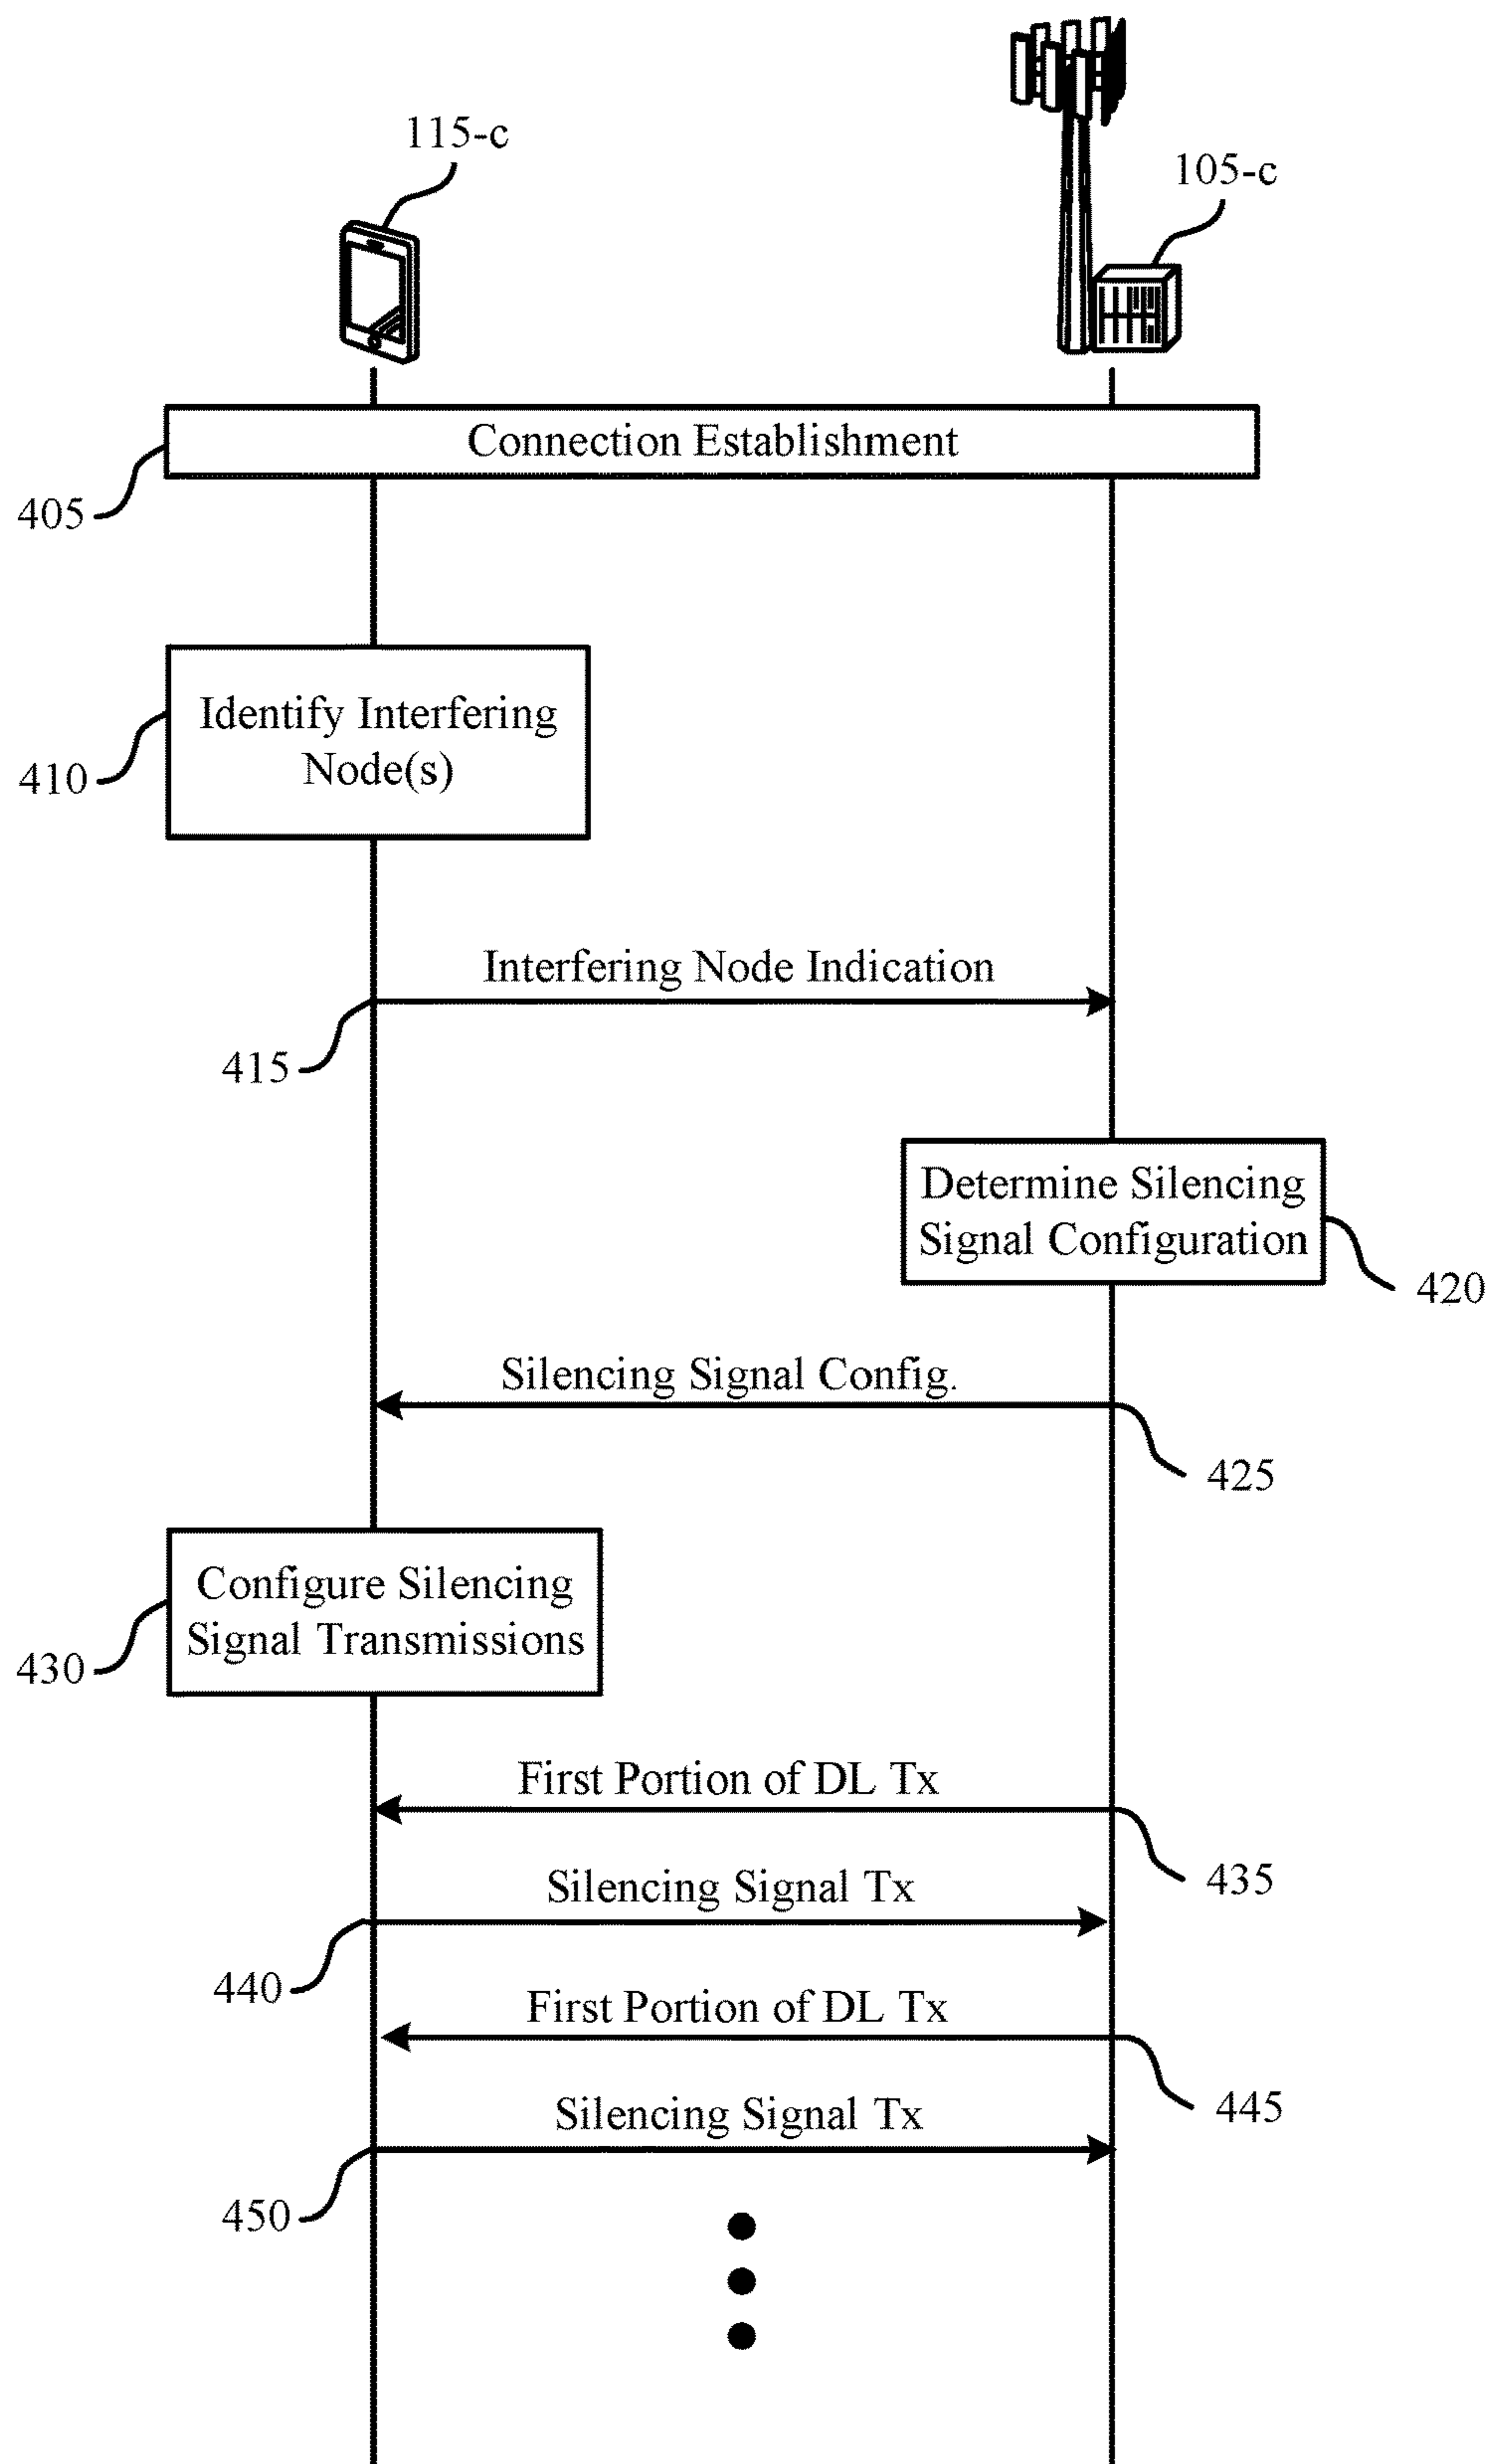 115-c
105-c
Connection Establishment
405
Identify Interfering
Node(s)
410
Interfering Node Indication
415
Determine Silencing
Signal Configuration
420
Silencing Signal Config.
425
Configure Silencing
Signal Transmissions
430
First Portion of DL Tx
435
Silencing Signal Tx
440
First Portion of DL Tx
445
Silencing Signal Tx
450